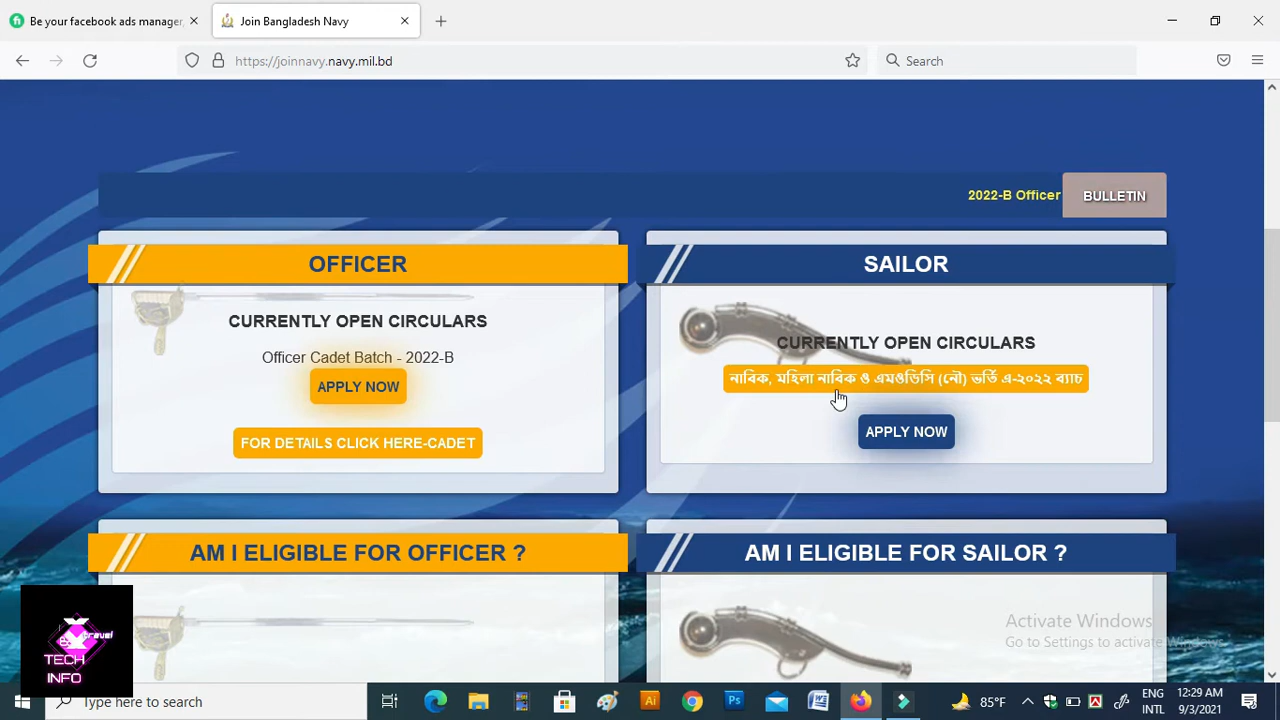 Be your facebook ads manager,
Join Bangladesh Navy
https://joinnavy.navy.mil.bd
Search
2022-B Officer
BULLETIN
OFFICER
CURRENTLY OPEN CIRCULARS
Officer Cadet Batch - 2022-B
APPLY NOW
FOR DETAILS CLICK HERE-CADET
SAILOR
CURRENTLY OPEN CIRCULARS
নাবিক, মহিলা নাবিক ও এমওডিসি (নৌ) ভর্তি এ-২০২২ ব্যাচ
APPLY NOW
AM I ELIGIBLE FOR OFFICER ?
AM I ELIGIBLE FOR SAILOR ?
travel
TECH
INFO
Activate Windows
Go to Settings to activate Windows.
Type here to search
85°F
ENG
INTL
12:29 AM
9/3/2021